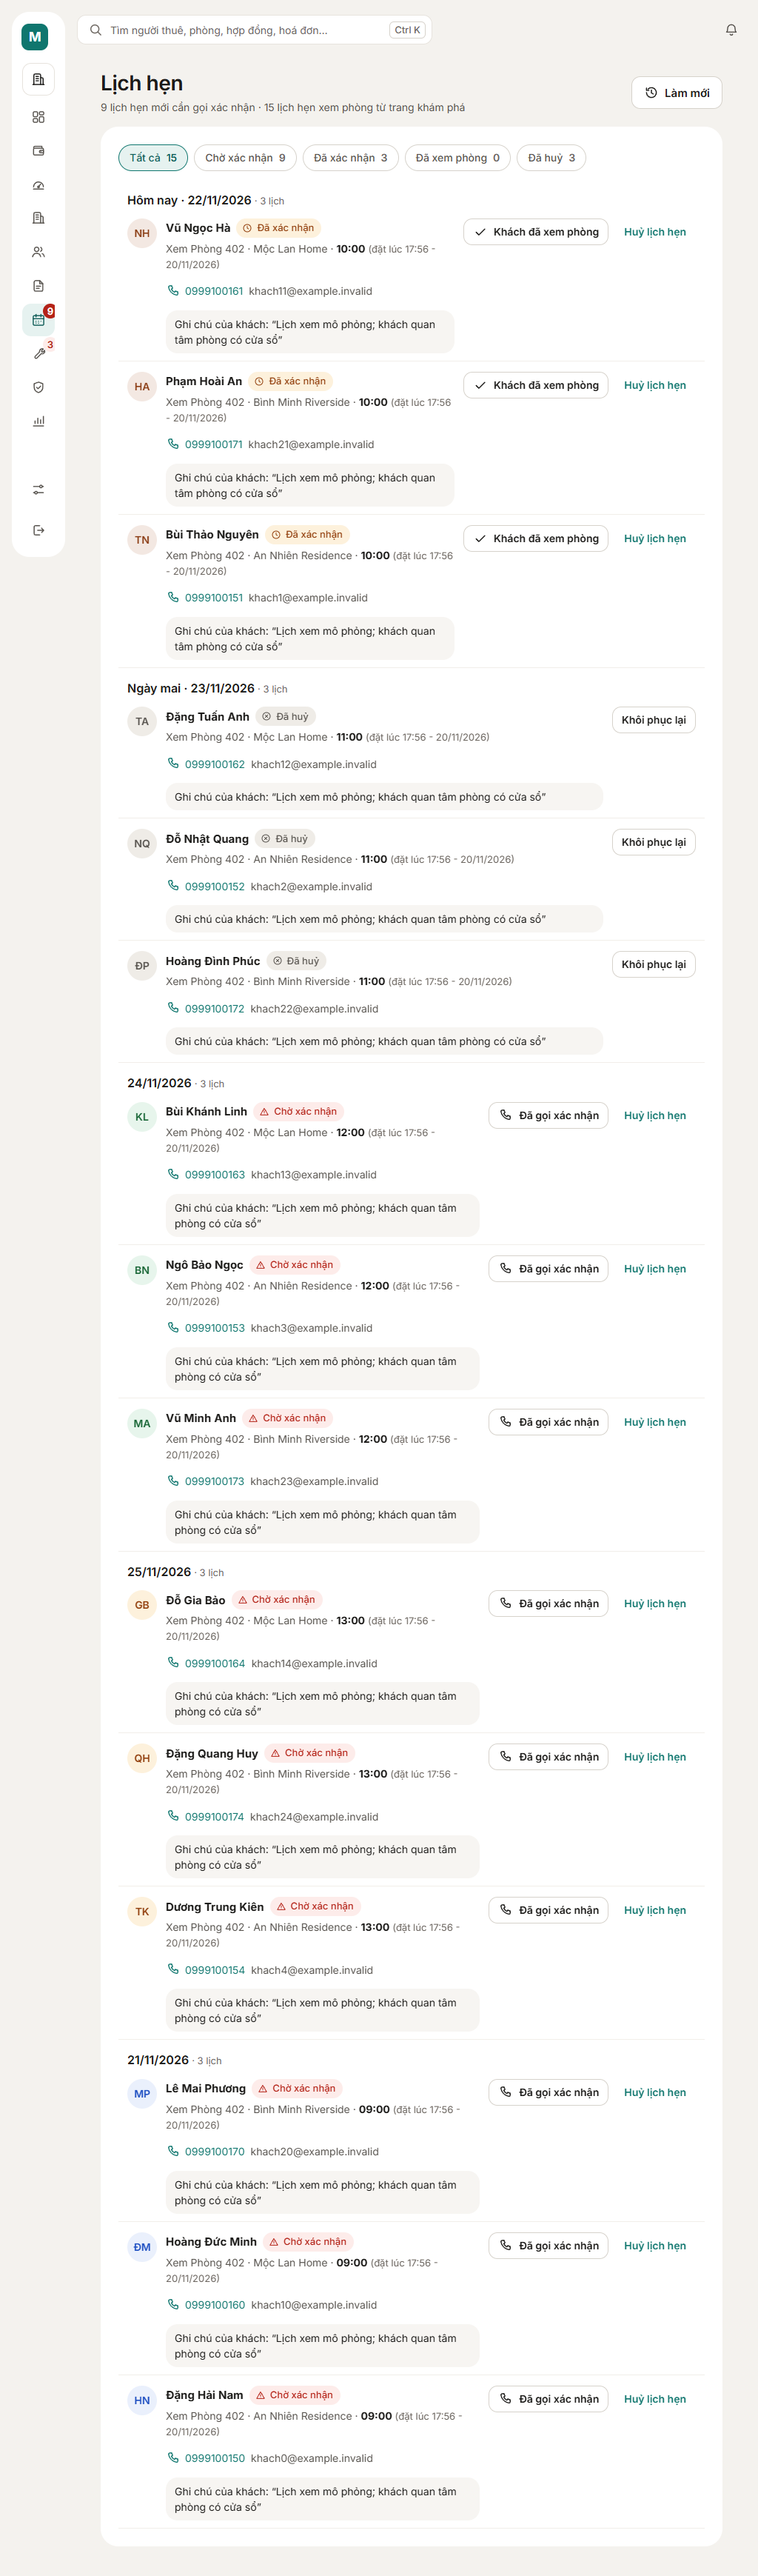 M
Tìm người thuê, phòng, hợp đồng, hoá đơn...
Ctrl K
Lịch hẹn
9 lịch hẹn mới cần gọi xác nhận · 15 lịch hẹn xem phòng từ trang khám phá
Làm mới
9
3
Tất cả 15
Chờ xác nhận 9
Đã xác nhận 3
Đã xem phòng 0
Đã huỷ 3
Hôm nay · 22/11/2026 · 3 lịch
NH
Vũ Ngọc Hà
Đã xác nhận
Khách đã xem phòng
Huỷ lịch hẹn
Xem Phòng 402 · Mộc Lan Home · 10:00 (đặt lúc 17:56 -
20/11/2026)
0999100161 khach11@example.invalid
Ghi chú của khách: “Lịch xem mô phỏng; khách quan
tâm phòng có cửa sổ”
HA
Phạm Hoài An
Đã xác nhận
Khách đã xem phòng
Huỷ lịch hẹn
Xem Phòng 402 · Bình Minh Riverside · 10:00 (đặt lúc 17:56
- 20/11/2026)
0999100171 khach21@example.invalid
Ghi chú của khách: “Lịch xem mô phỏng; khách quan
tâm phòng có cửa sổ”
TN
Bùi Thảo Nguyên
Đã xác nhận
Khách đã xem phòng
Huỷ lịch hẹn
Xem Phòng 402 · An Nhiên Residence · 10:00 (đặt lúc 17:56
- 20/11/2026)
0999100151 khach1@example.invalid
Ghi chú của khách: “Lịch xem mô phỏng; khách quan
tâm phòng có cửa sổ”
Ngày mai · 23/11/2026 · 3 lịch
TA
Đặng Tuấn Anh
Đã huỷ
Khôi phục lại
Xem Phòng 402 · Mộc Lan Home · 11:00 (đặt lúc 17:56 - 20/11/2026)
0999100162 khach12@example.invalid
Ghi chú của khách: “Lịch xem mô phỏng; khách quan tâm phòng có cửa sổ”
NQ
Đỗ Nhật Quang
Đã huỷ
Khôi phục lại
Xem Phòng 402 · An Nhiên Residence · 11:00 (đặt lúc 17:56 - 20/11/2026)
0999100152 khach2@example.invalid
Ghi chú của khách: “Lịch xem mô phỏng; khách quan tâm phòng có cửa sổ”
ĐP
Hoàng Đình Phúc
Đã huỷ
Khôi phục lại
Xem Phòng 402 · Bình Minh Riverside · 11:00 (đặt lúc 17:56 - 20/11/2026)
0999100172 khach22@example.invalid
Ghi chú của khách: “Lịch xem mô phỏng; khách quan tâm phòng có cửa sổ”
24/11/2026 · 3 lịch
KL
Bùi Khánh Linh
Chờ xác nhận
Đã gọi xác nhận
Huỷ lịch hẹn
Xem Phòng 402 · Mộc Lan Home · 12:00 (đặt lúc 17:56 -
20/11/2026)
0999100163 khach13@example.invalid
Ghi chú của khách: “Lịch xem mô phỏng; khách quan tâm
phòng có cửa sổ”
BN
Ngô Bảo Ngọc
Chờ xác nhận
Đã gọi xác nhận
Huỷ lịch hẹn
Xem Phòng 402 · An Nhiên Residence · 12:00 (đặt lúc 17:56 -
20/11/2026)
0999100153 khach3@example.invalid
Ghi chú của khách: “Lịch xem mô phỏng; khách quan tâm
phòng có cửa sổ”
MA
Vũ Minh Anh
Chờ xác nhận
Đã gọi xác nhận
Huỷ lịch hẹn
Xem Phòng 402 · Bình Minh Riverside · 12:00 (đặt lúc 17:56 -
20/11/2026)
0999100173 khach23@example.invalid
Ghi chú của khách: “Lịch xem mô phỏng; khách quan tâm
phòng có cửa sổ”
25/11/2026 · 3 lịch
GB
Đỗ Gia Bảo
Chờ xác nhận
Đã gọi xác nhận
Huỷ lịch hẹn
Xem Phòng 402 · Mộc Lan Home · 13:00 (đặt lúc 17:56 -
20/11/2026)
0999100164 khach14@example.invalid
Ghi chú của khách: “Lịch xem mô phỏng; khách quan tâm
phòng có cửa sổ”
QH
Đặng Quang Huy
Chờ xác nhận
Đã gọi xác nhận
Huỷ lịch hẹn
Xem Phòng 402 · Bình Minh Riverside · 13:00 (đặt lúc 17:56 -
20/11/2026)
0999100174 khach24@example.invalid
Ghi chú của khách: “Lịch xem mô phỏng; khách quan tâm
phòng có cửa sổ”
TK
Dương Trung Kiên
Chờ xác nhận
Đã gọi xác nhận
Huỷ lịch hẹn
Xem Phòng 402 · An Nhiên Residence · 13:00 (đặt lúc 17:56 -
20/11/2026)
0999100154 khach4@example.invalid
Ghi chú của khách: “Lịch xem mô phỏng; khách quan tâm
phòng có cửa sổ”
21/11/2026 · 3 lịch
MP
Lê Mai Phương
Chờ xác nhận
Đã gọi xác nhận
Huỷ lịch hẹn
Xem Phòng 402 · Bình Minh Riverside · 09:00 (đặt lúc 17:56 -
20/11/2026)
0999100170 khach20@example.invalid
Ghi chú của khách: “Lịch xem mô phỏng; khách quan tâm
phòng có cửa sổ”
ĐM
Hoàng Đức Minh
Chờ xác nhận
Đã gọi xác nhận
Huỷ lịch hẹn
Xem Phòng 402 · Mộc Lan Home · 09:00 (đặt lúc 17:56 -
20/11/2026)
0999100160 khach10@example.invalid
Ghi chú của khách: “Lịch xem mô phỏng; khách quan tâm
phòng có cửa sổ”
HN
Đặng Hải Nam
Chờ xác nhận
Đã gọi xác nhận
Huỷ lịch hẹn
Xem Phòng 402 · An Nhiên Residence · 09:00 (đặt lúc 17:56 -
20/11/2026)
0999100150 khach0@example.invalid
Ghi chú của khách: “Lịch xem mô phỏng; khách quan tâm
phòng có cửa sổ”